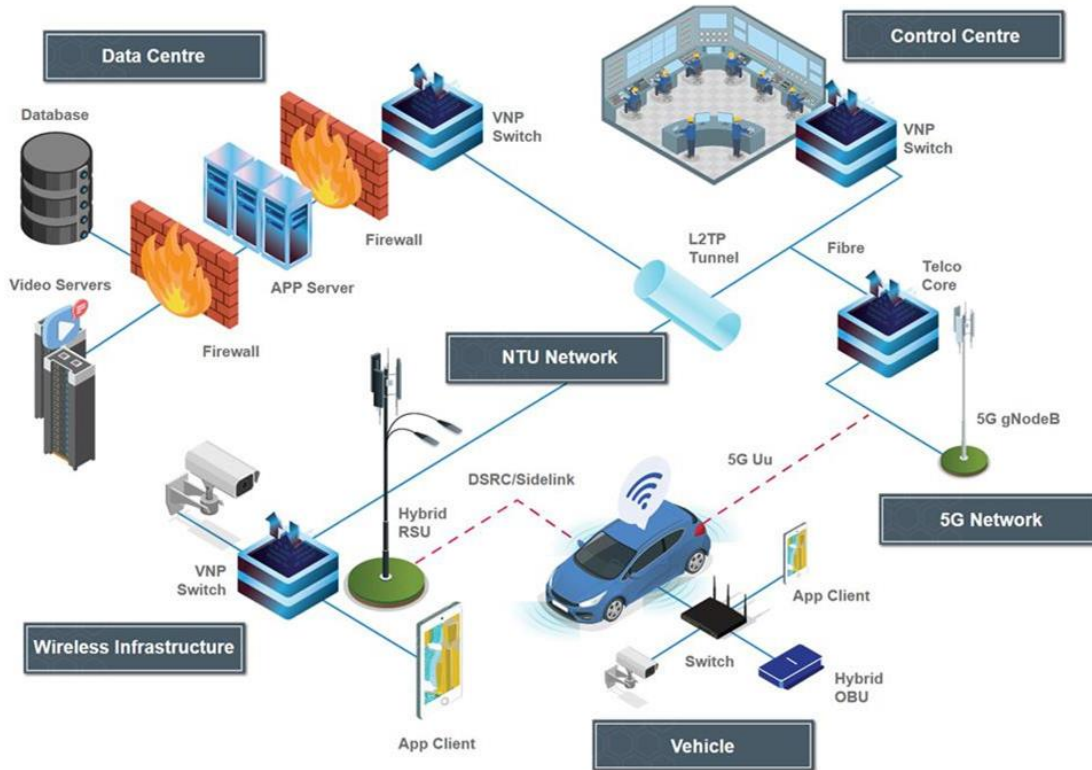 Data Centre
Control Centre
Database
VNP
Switch
VNP
Switch
Firewall
L2TP
Tunnel
Fibre
Telco
Core
Video Servers
APP Server
Firewall
NTU Network
5G gNodeB
5G Uu
DSRC/Sidelink
Hybrid
RSU
5G Network
VNP
Switch
App Client
Wireless Infrastructure
Switch
Hybrid
OBU
App Client
Vehicle